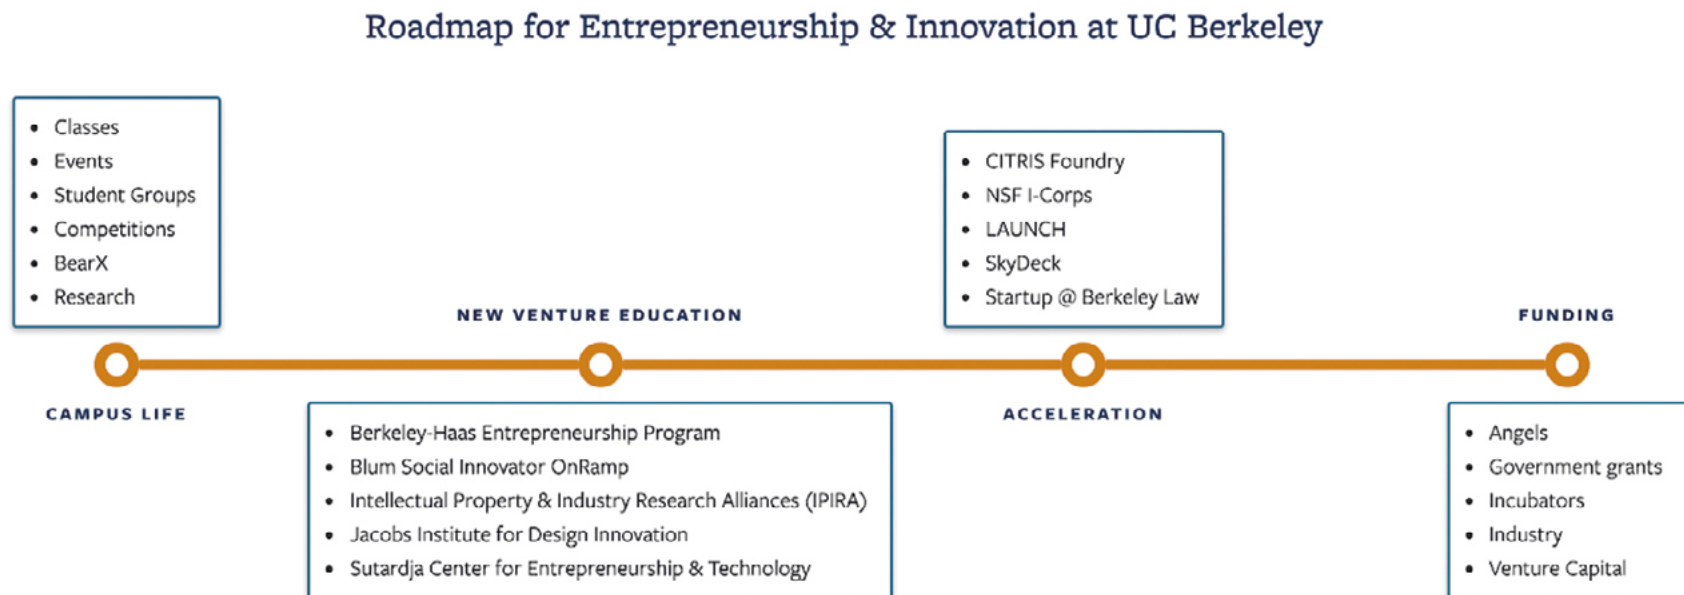 Roadmap for Entrepreneurship & Innovation at UC Berkeley
• Classes
• Events
• Student Groups
• Competitions
• BearX
• Research
CAMPUS LIFE
NEW VENTURE EDUCATION
• Berkeley-Haas Entrepreneurship Program
• Blum Social Innovator OnRamp
• Intellectual Property & Industry Research Alliances (IPIRA)
• Jacobs Institute for Design Innovation
• Sutardja Center for Entrepreneurship & Technology
• CITRIS Foundry
• NSF I-Corps
• LAUNCH
• SkyDeck
• Startup @ Berkeley Law
ACCELERATION
FUNDING
• Angels
• Government grants
• Incubators
• Industry
• Venture Capital